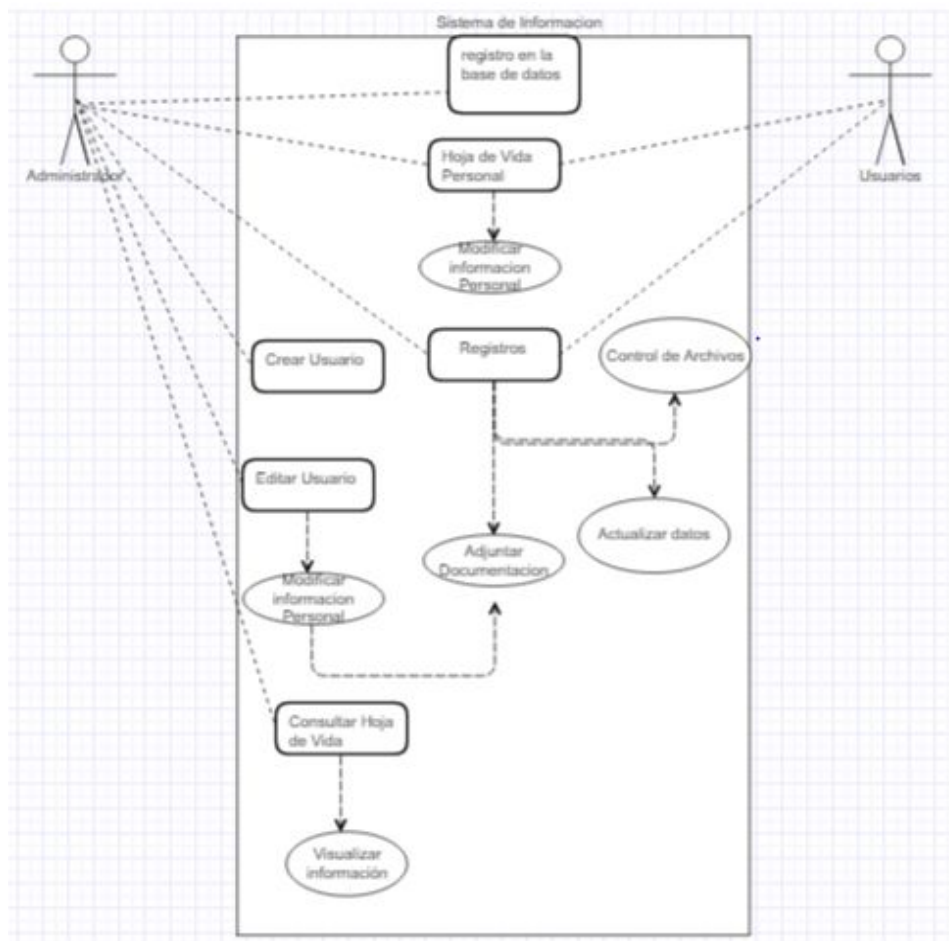 Sistema de Informacion
registro en la
base de datos
Administrador
Usuarios
Hoja de Vida
Personal
Modificar
informacion
Personal
Crear Usuario
Registros
Control de Archivos
Editar Usuario
Adjuntar
Documentacion
Actualizar datos
Modificar
informacion
Personal
Consultar Hoja
de Vida
Visualizar
información